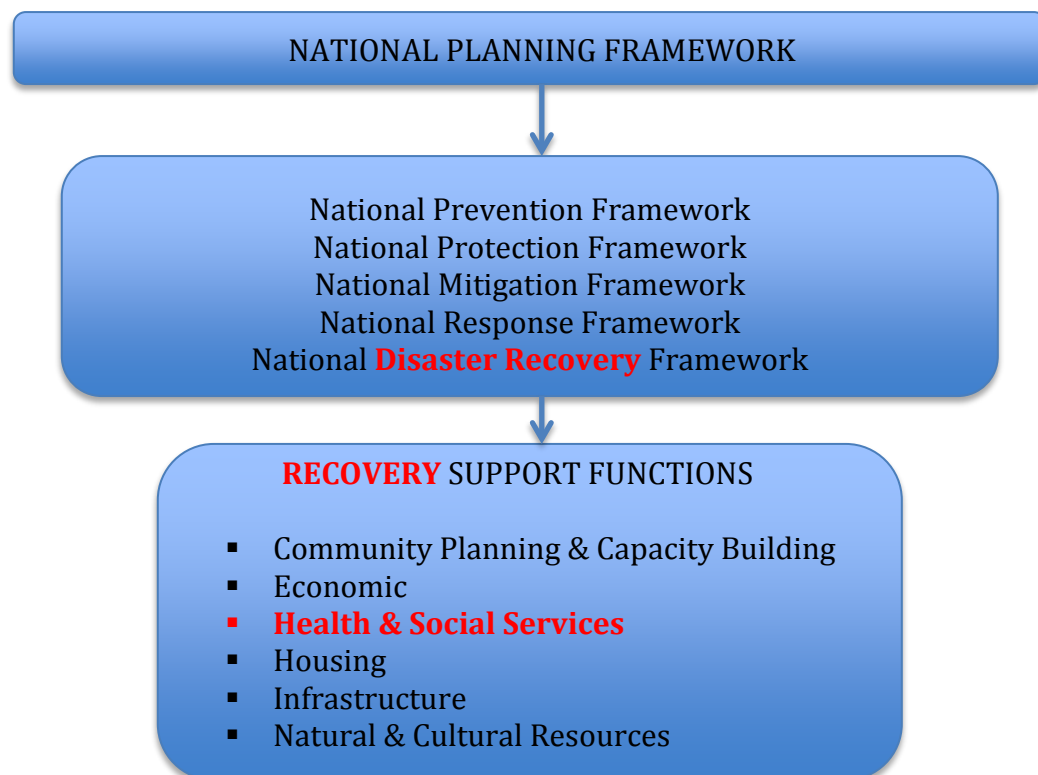 NATIONAL PLANNING FRAMEWORK
National Prevention Framework
National Protection Framework
National Mitigation Framework
National Response Framework
National Disaster Recovery Framework
RECOVERY SUPPORT FUNCTIONS
▪ Community Planning & Capacity Building
▪ Economic
▪ Health & Social Services
▪ Housing
▪ Infrastructure
▪ Natural & Cultural Resources